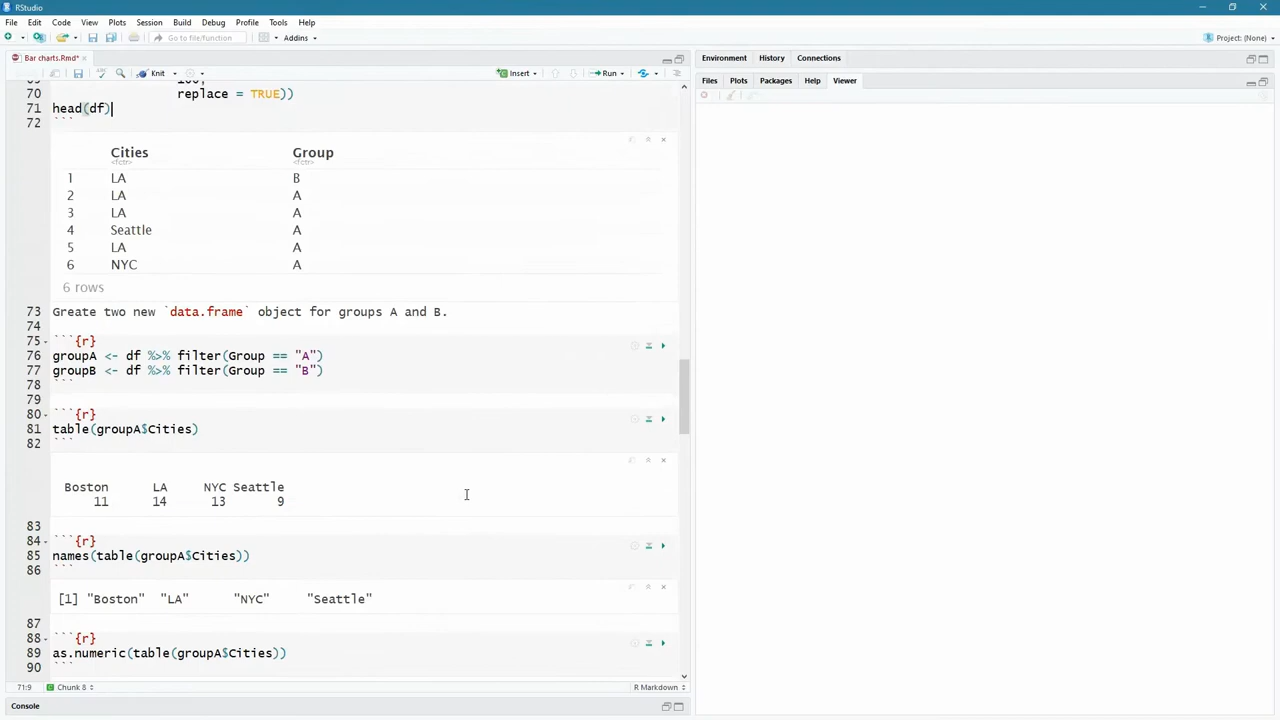 RStudio
File Edit Code View Plots Session Build Debug Profile Tools Help
Go to file/function Addins Project: (None)
Bar charts.Rmd* Environment History Connections
Knit Insert Run Files Plots Packages Help Viewer
70 replace = TRUE))
71 head(df)
72 ```
Cities Group
<fctr> <fctr>
1 LA B
2 LA A
3 LA A
4 Seattle A
5 LA A
6 NYC A
6 rows
73 Greate two new `data.frame` object for groups A and B.
74
75 ```{r}
76 groupA <- df %>% filter(Group == "A")
77 groupB <- df %>% filter(Group == "B")
78 ```
79
80 ```{r}
81 table(groupA$Cities)
82 ```
Boston LA NYC Seattle
11 14 13 9
83
84 ```{r}
85 names(table(groupA$Cities))
86 ```
[1] "Boston" "LA" "NYC" "Seattle"
87
88 ```{r}
89 as.numeric(table(groupA$Cities))
90
71:9 Chunk 8 R Markdown
Console